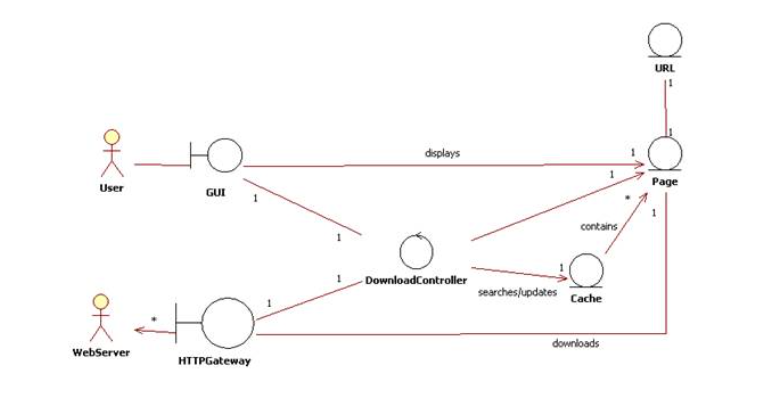 URL
1
1
displays
1
User
GUI
Page
1
1
*
1
contains
1
DownloadController
1
1
searches/updates
Cache
1
*
WebServer
HTTPGateway
downloads